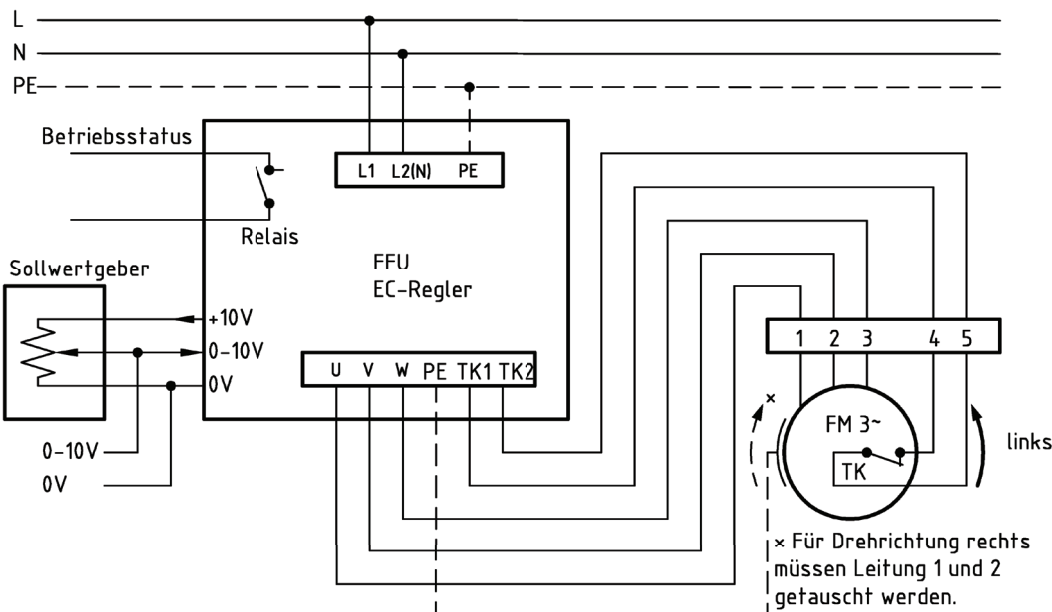 L
N
PE
Betriebsstatus
L1 L2(N) PE
Relais
FFU
EC-Regler
Sollwertgeber
+10V
0-10V
0V
U V W PE TK1 TK2
1 2 3 4 5
×
FM 3~
TK
links
0-10V
0V
× Für Drehrichtung rechts
müssen Leitung 1 und 2
getauscht werden.